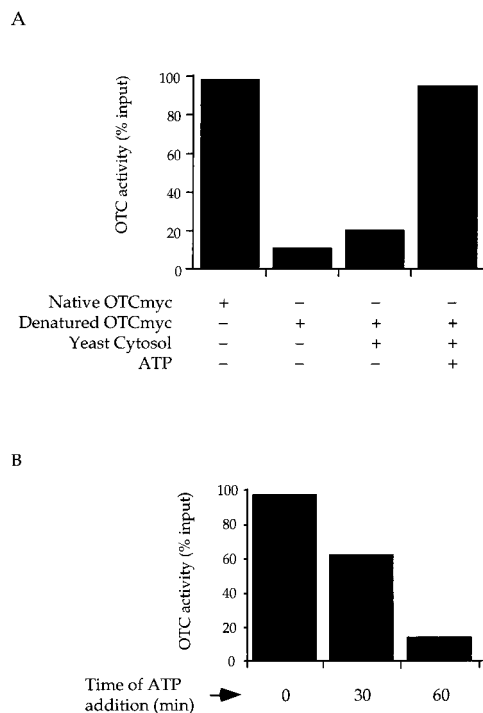 A
OTC activity (% input)
100
80
60
40
20
0
Native OTCmyc + – – –
Denatured OTCmyc – + + +
Yeast Cytosol – – + +
ATP – – – +
B
OTC activity (% input)
100
80
60
40
20
0
Time of ATP
addition (min) 0 30 60